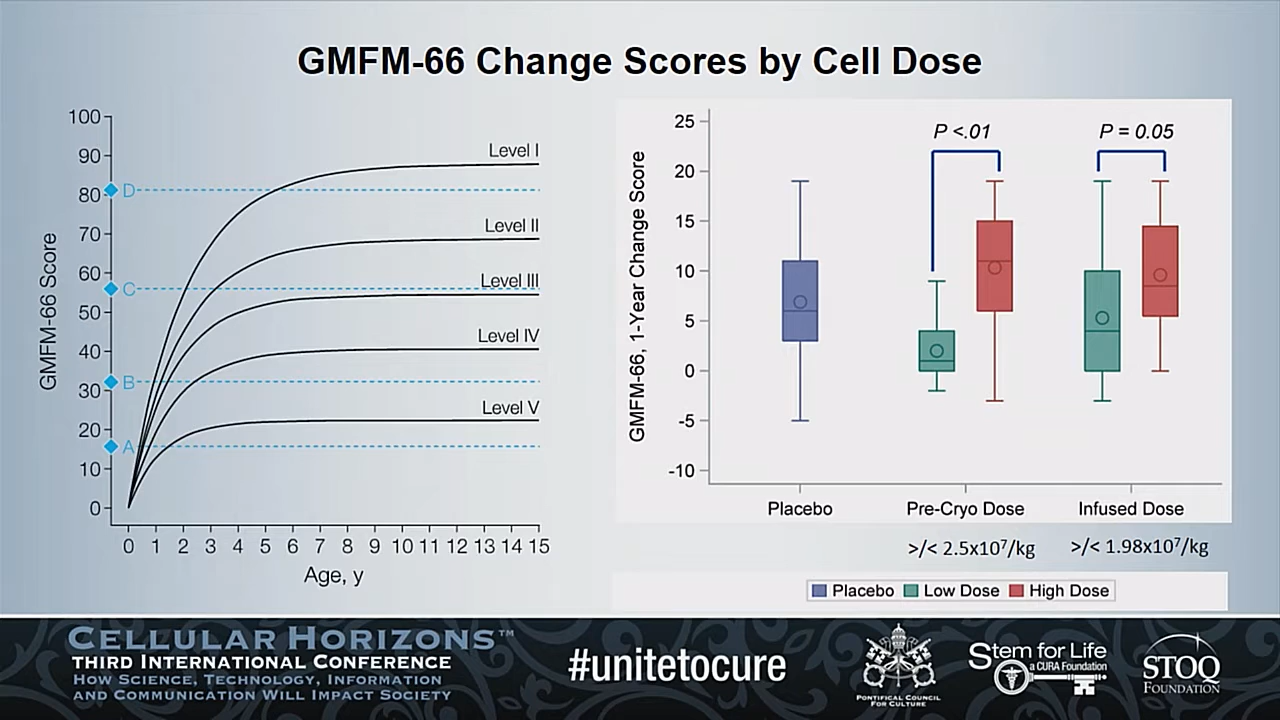 GMFM-66 Change Scores by Cell Dose
GMFM-66 Score
100
90
80
70
60
50
40
30
20
10
0
D
C
B
A
Level I
Level II
Level III
Level IV
Level V
0 1 2 3 4 5 6 7 8 9 10 11 12 13 14 15
Age, y
GMFM-66, 1-Year Change Score
25
20
15
10
5
0
-5
-10
P <.01
P = 0.05
Placebo Pre-Cryo Dose Infused Dose
>/< 2.5x10⁷/kg >/< 1.98x10⁷/kg
Placebo Low Dose High Dose
CELLULAR HORIZONS™
THIRD INTERNATIONAL CONFERENCE
HOW SCIENCE, TECHNOLOGY, INFORMATION
AND COMMUNICATION WILL IMPACT SOCIETY
#unitetocure
PONTIFICAL COUNCIL
FOR CULTURE
Stem for Life
a CURA Foundation
STOQ
FOUNDATION